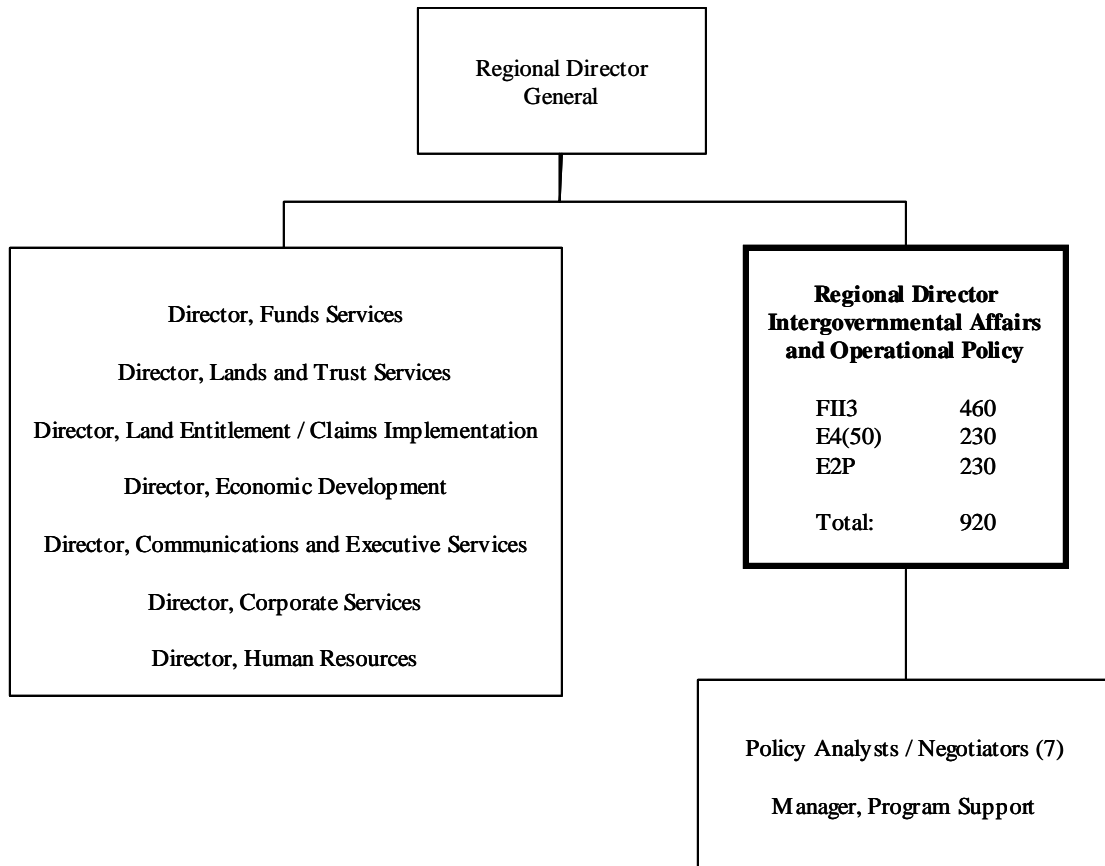 Regional Director
General
Director, Funds Services
Director, Lands and Trust Services
Director, Land Entitlement / Claims Implementation
Director, Economic Development
Director, Communications and Executive Services
Director, Corporate Services
Director, Human Resources
Regional Director
Intergovernmental Affairs
and Operational Policy
FII3 460
E4(50) 230
E2P 230
Total: 920
Policy Analysts / Negotiators (7)
Manager, Program Support